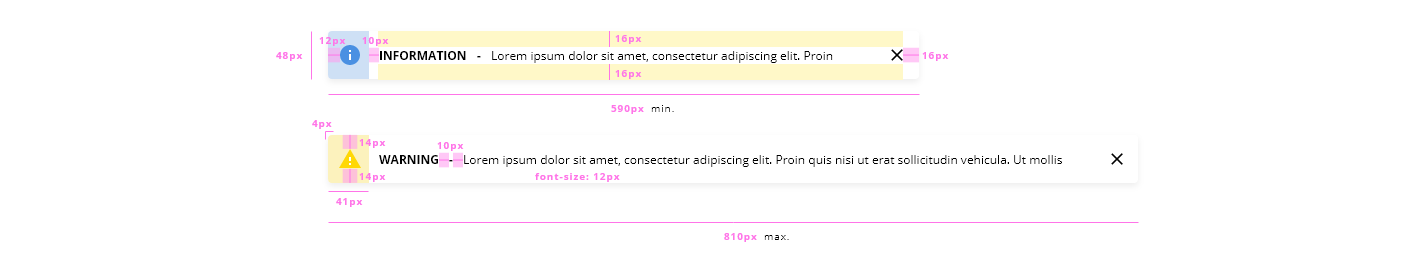 12px 10px 16px
48px INFORMATION - Lorem ipsum dolor sit amet, consectetur adipiscing elit. Proin 16px
16px
590px min.
4px
14px 10px
WARNING - Lorem ipsum dolor sit amet, consectetur adipiscing elit. Proin quis nisi ut erat sollicitudin vehicula. Ut mollis
14px font-size: 12px
41px
810px max.